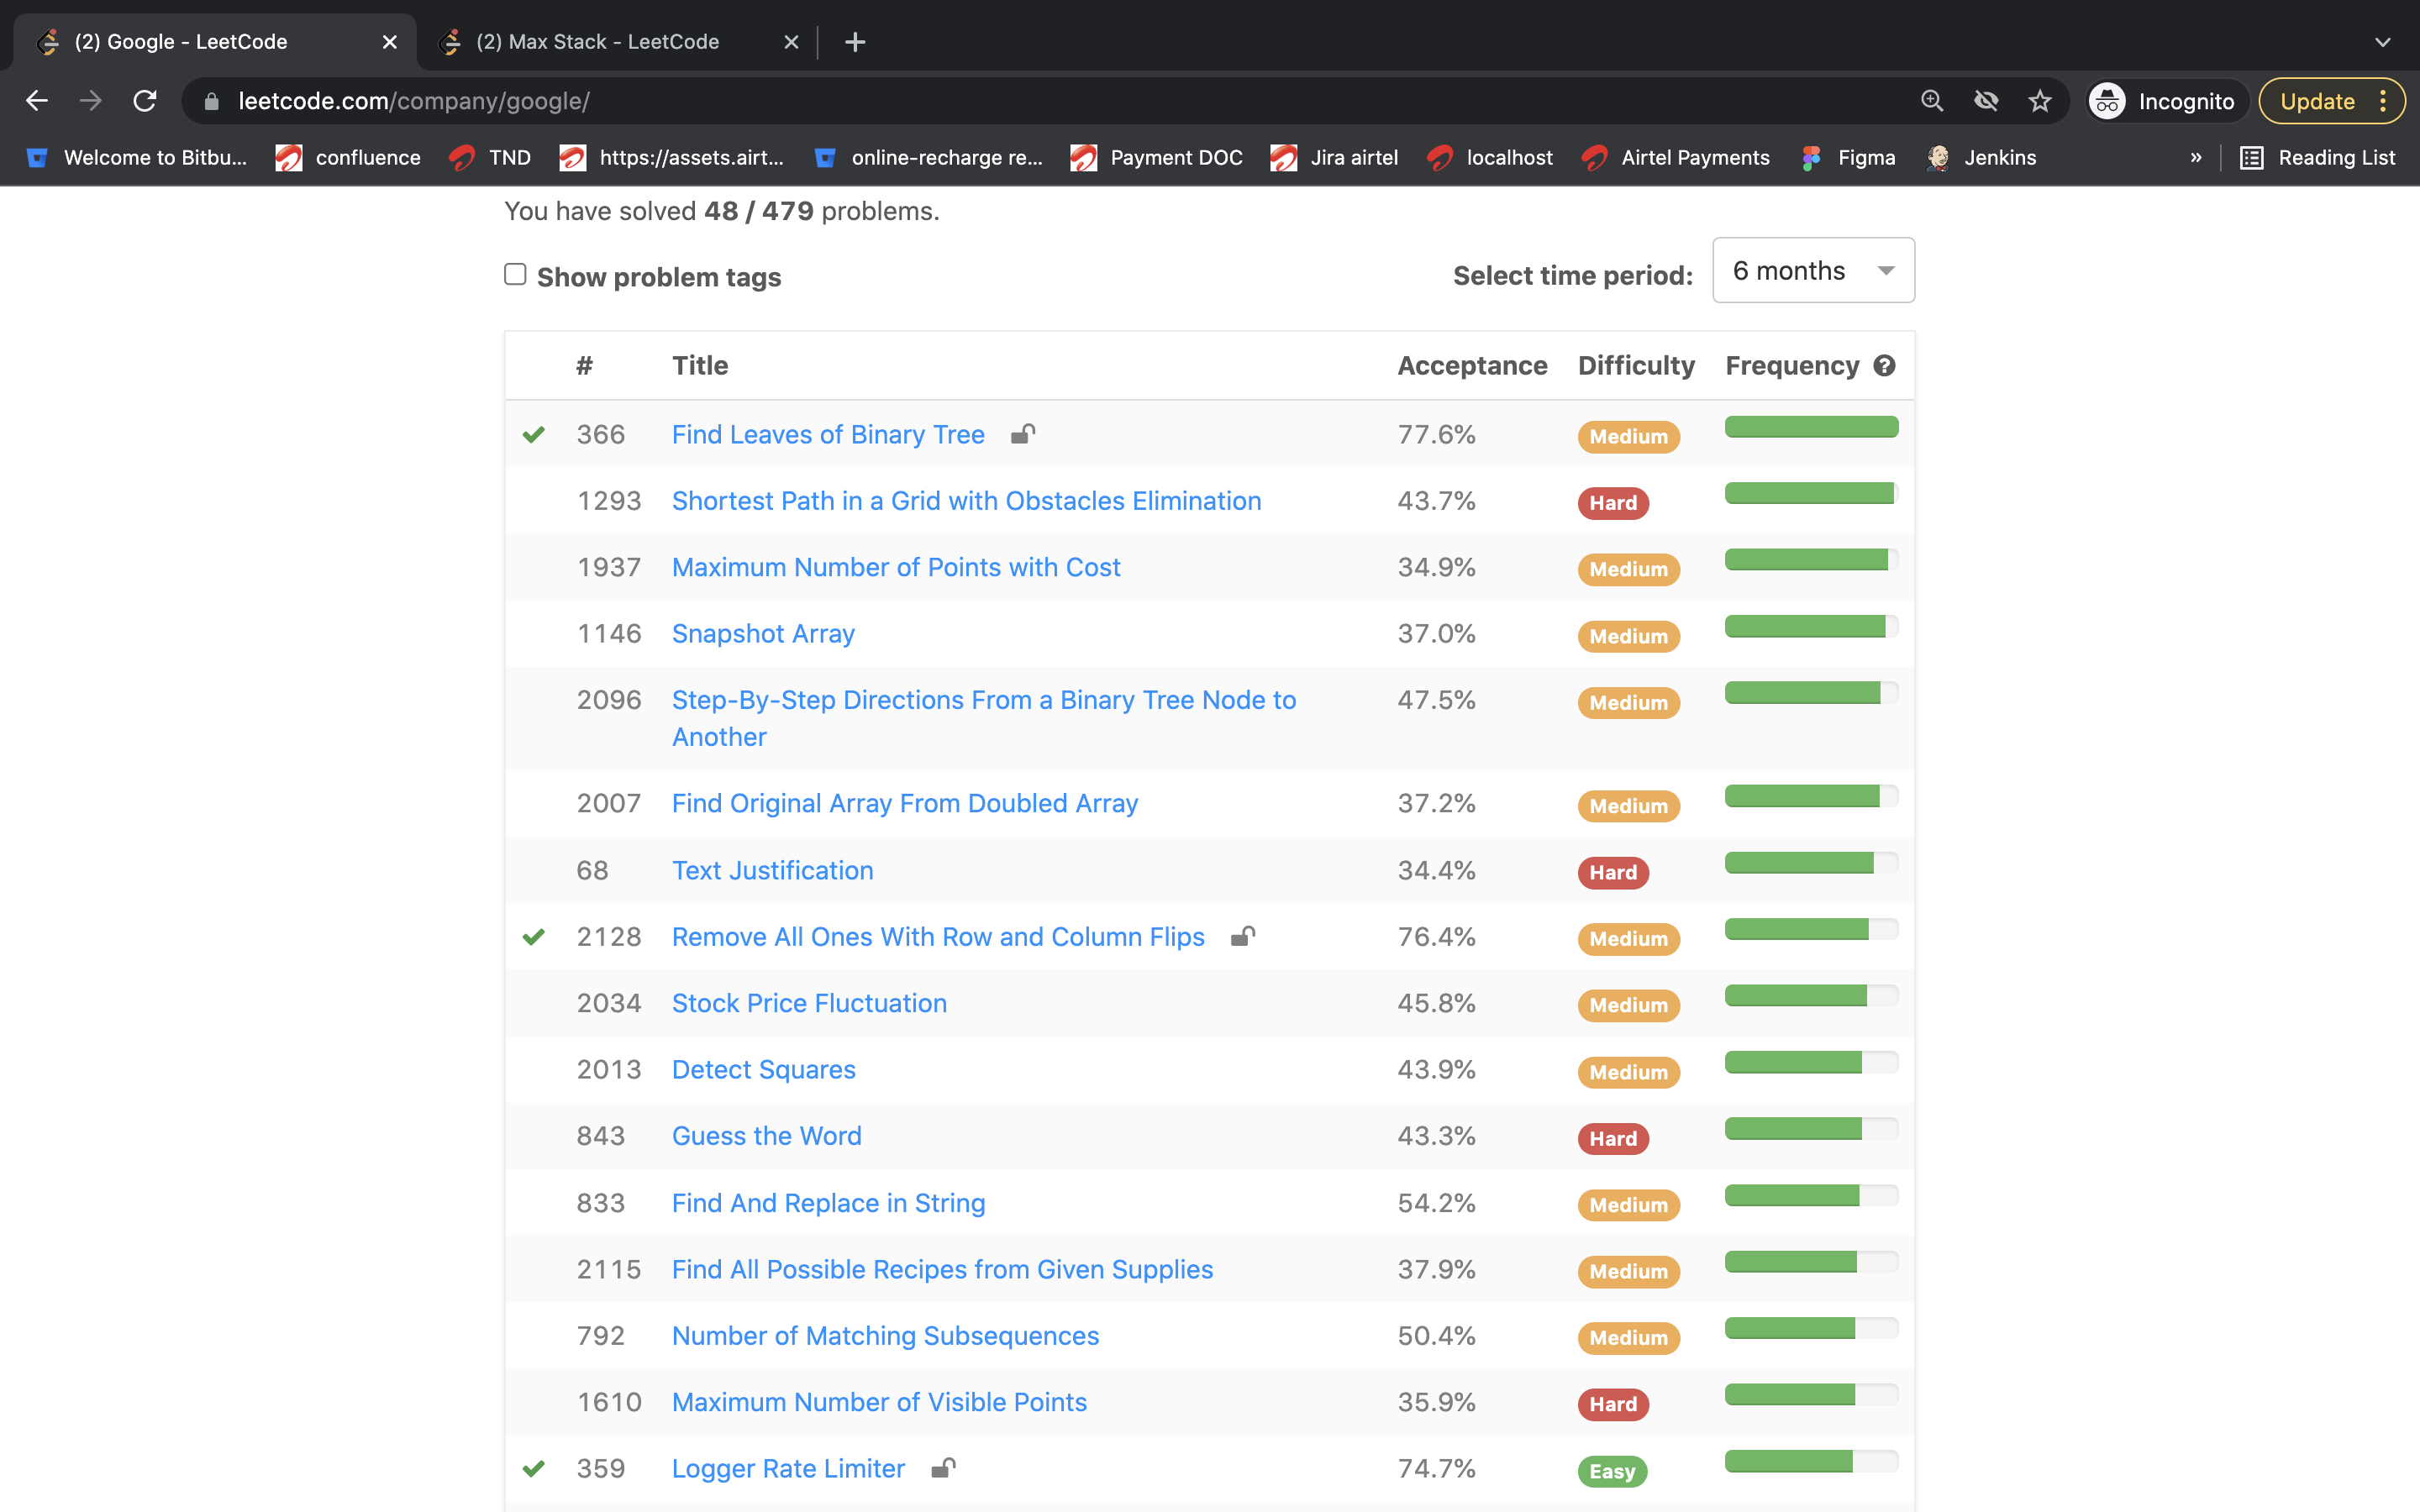 (2) Google - LeetCode
(2) Max Stack - LeetCode
leetcode.com/company/google/
Incognito
Update
Welcome to Bitbu...
confluence
TND
https://assets.airt...
online-recharge re...
Payment DOC
Jira airtel
localhost
Airtel Payments
Figma
Jenkins
»
Reading List
You have solved 48 / 479 problems.
Show problem tags
Select time period:
6 months
# Title Acceptance Difficulty Frequency ?
366 Find Leaves of Binary Tree 77.6% Medium
1293 Shortest Path in a Grid with Obstacles Elimination 43.7% Hard
1937 Maximum Number of Points with Cost 34.9% Medium
1146 Snapshot Array 37.0% Medium
2096 Step-By-Step Directions From a Binary Tree Node to 47.5% Medium
Another
2007 Find Original Array From Doubled Array 37.2% Medium
68 Text Justification 34.4% Hard
2128 Remove All Ones With Row and Column Flips 76.4% Medium
2034 Stock Price Fluctuation 45.8% Medium
2013 Detect Squares 43.9% Medium
843 Guess the Word 43.3% Hard
833 Find And Replace in String 54.2% Medium
2115 Find All Possible Recipes from Given Supplies 37.9% Medium
792 Number of Matching Subsequences 50.4% Medium
1610 Maximum Number of Visible Points 35.9% Hard
359 Logger Rate Limiter 74.7% Easy